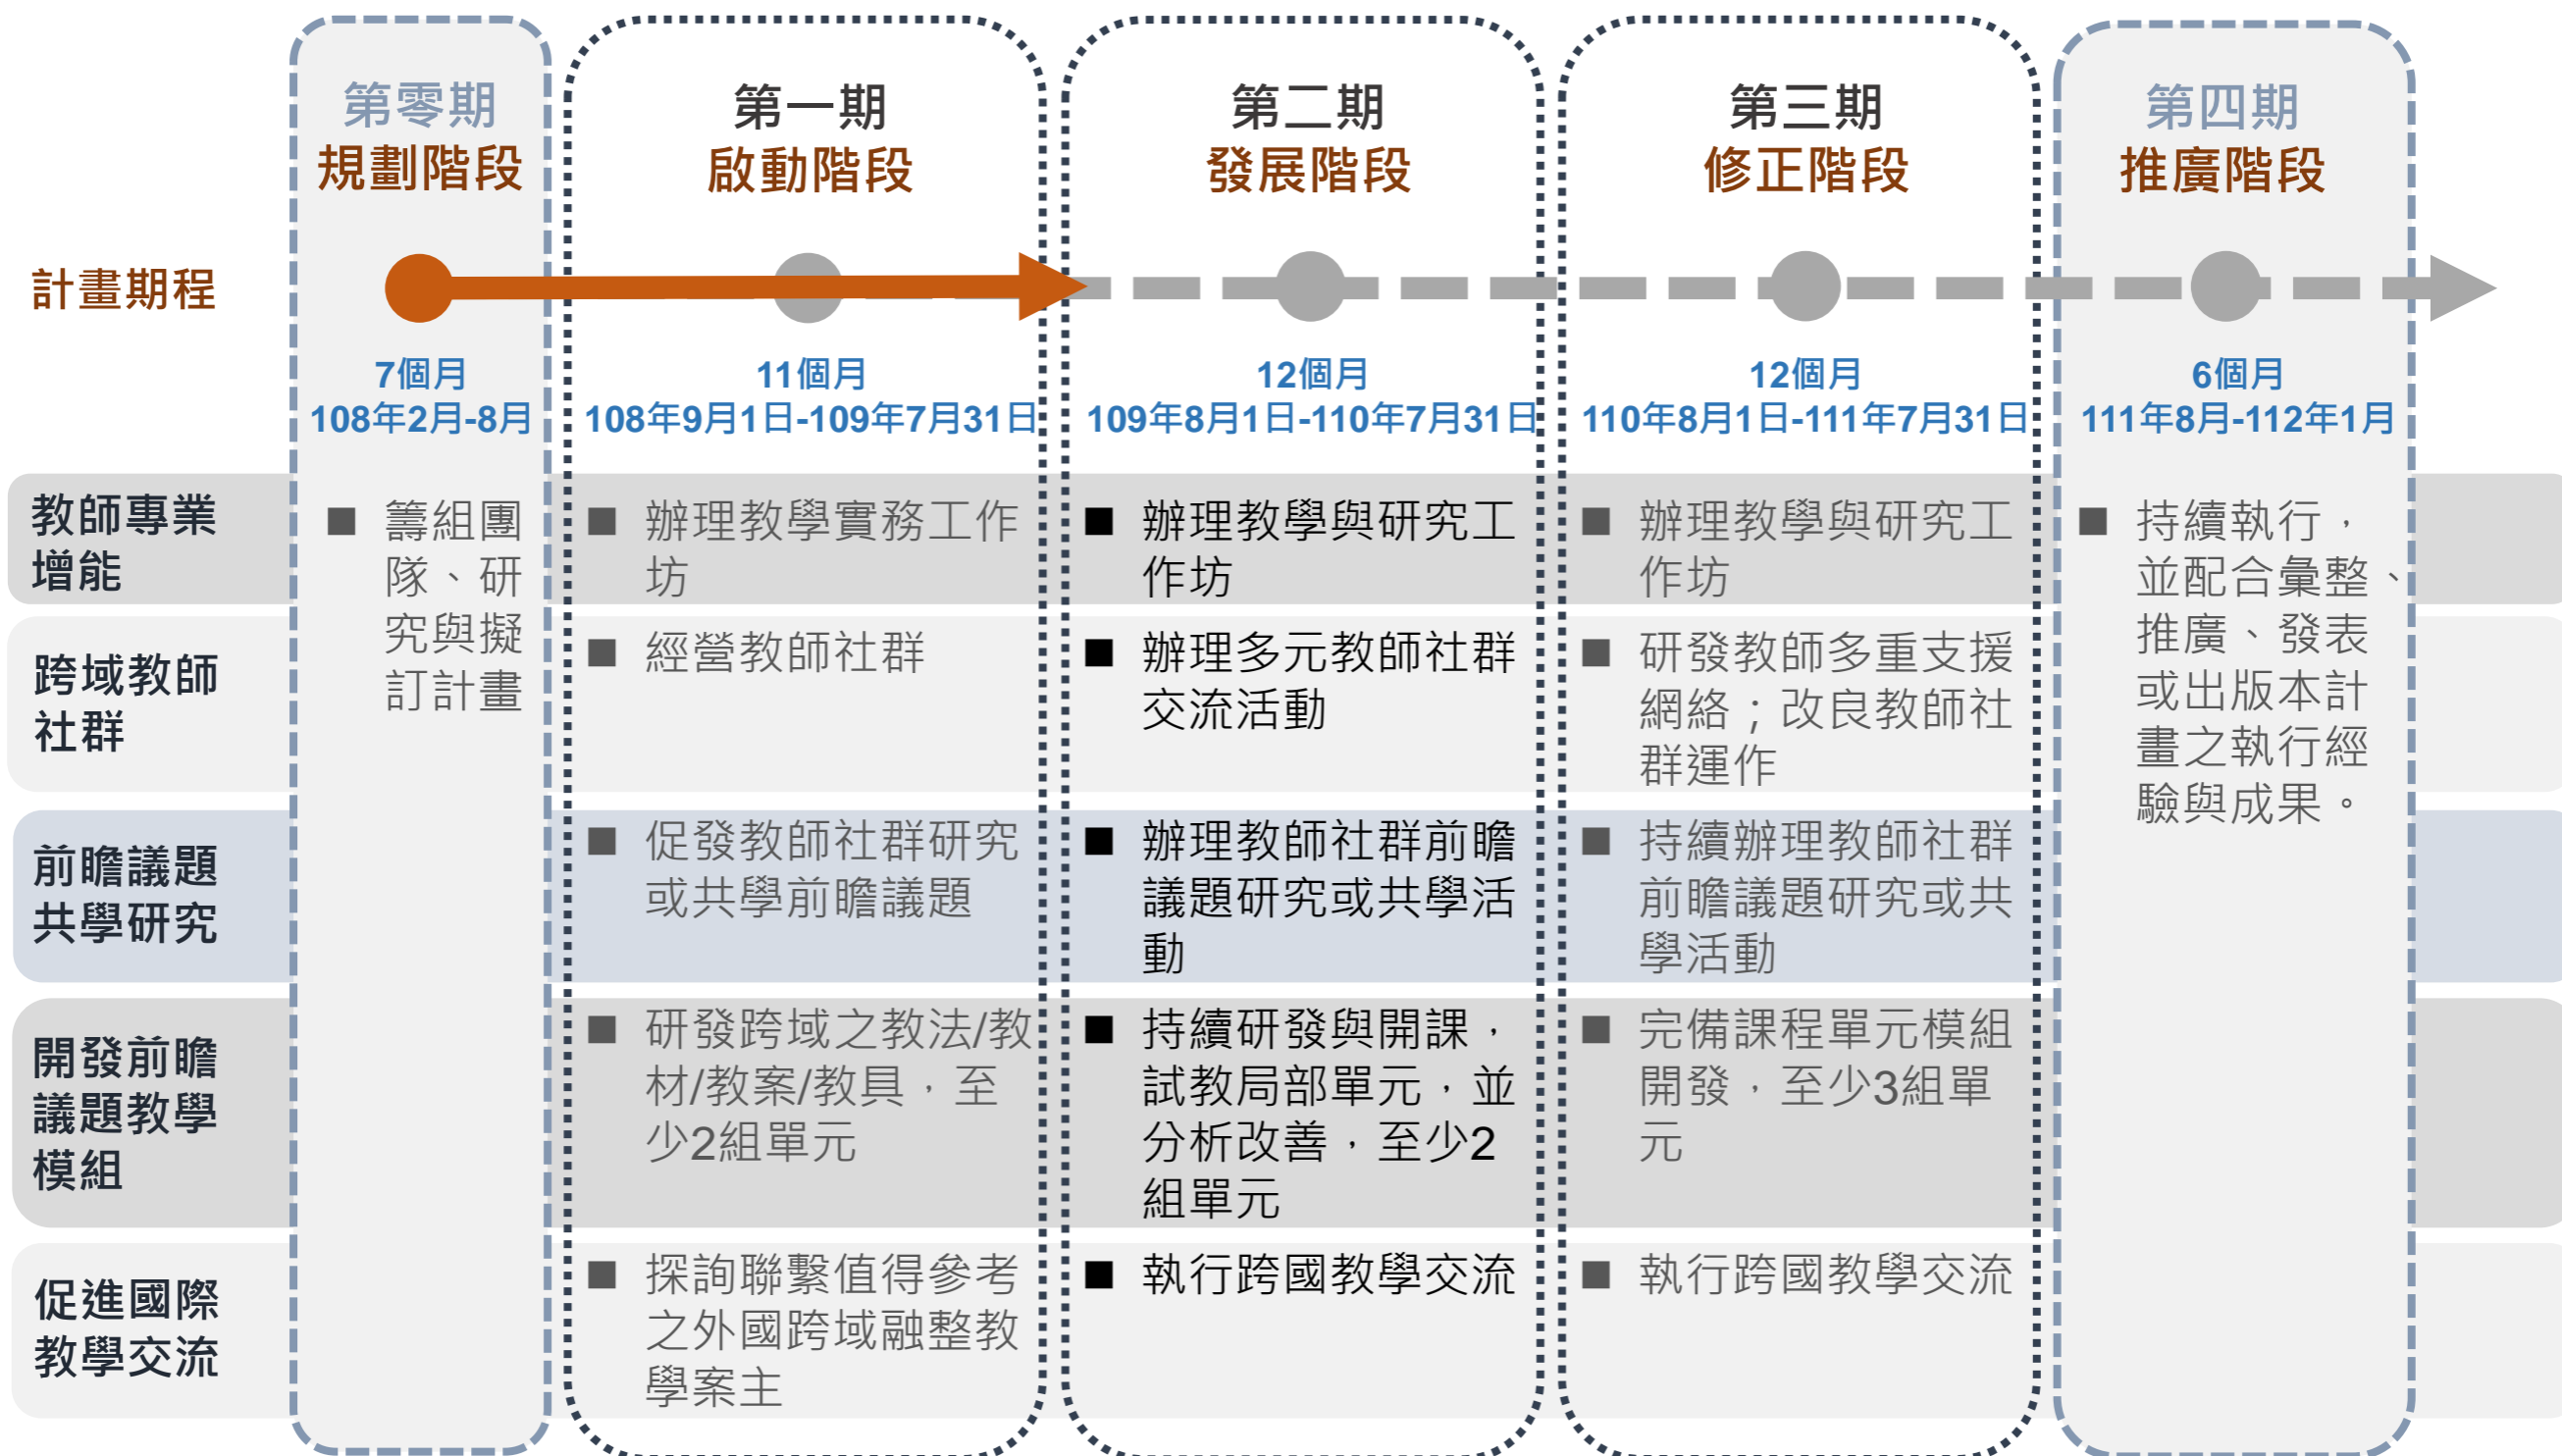 第零期
規劃階段
第一期
啟動階段
第二期
發展階段
第三期
修正階段
第四期
推廣階段
計畫期程
7個月
108年2月-8月
11個月
108年9月1日-109年7月31日
12個月
109年8月1日-110年7月31日
12個月
110年8月1日-111年7月31日
6個月
111年8月-112年1月
教師專業
增能
跨域教師
社群
前瞻議題
共學研究
開發前瞻
議題教學
模組
促進國際
教學交流
■ 籌組團
隊、研
究與擬
訂計畫
■ 辦理教學實務工作
坊
■ 經營教師社群
■ 促發教師社群研究
或共學前瞻議題
■ 研發跨域之教法/教
材/教案/教具，至
少2組單元
■ 探詢聯繫值得參考
之外國跨域融整教
學案主
■ 辦理教學與研究工
作坊
■ 辦理多元教師社群
交流活動
■ 辦理教師社群前瞻
議題研究或共學活
動
■ 持續研發與開課，
試教局部單元，並
分析改善，至少2
組單元
■ 執行跨國教學交流
■ 辦理教學與研究工
作坊
■ 研發教師多重支援
網絡；改良教師社
群運作
■ 持續辦理教師社群
前瞻議題研究或共
學活動
■ 完備課程單元模組
開發，至少3組單
元
■ 執行跨國教學交流
■ 持續執行，
並配合彙整、
推廣、發表
或出版本計
畫之執行經
驗與成果。